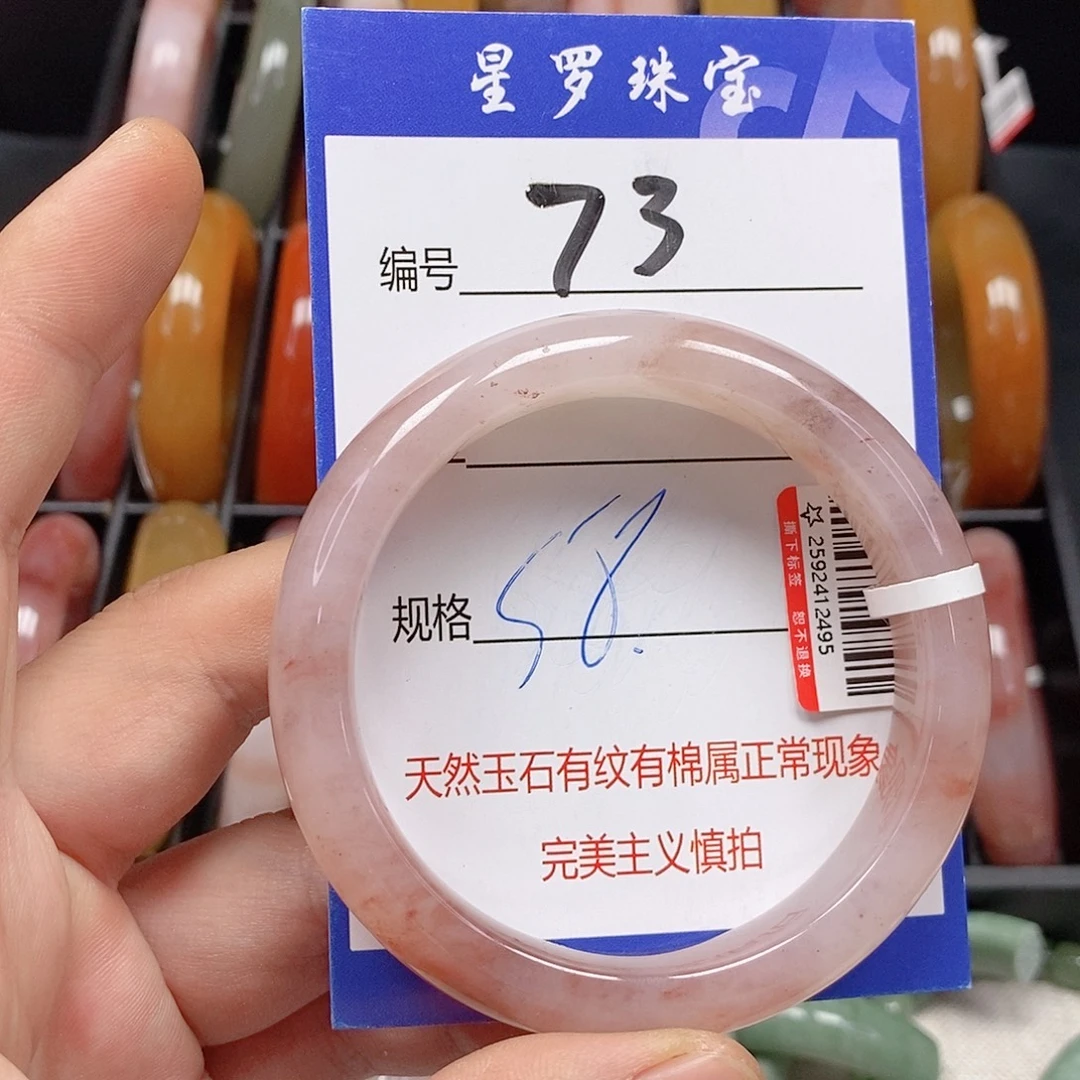 星罗珠宝
编号 73
规格 58.
☆ 2592412495
撕下标签 恕不退换
天然玉石有纹有棉属正常现象
完美主义慎拍